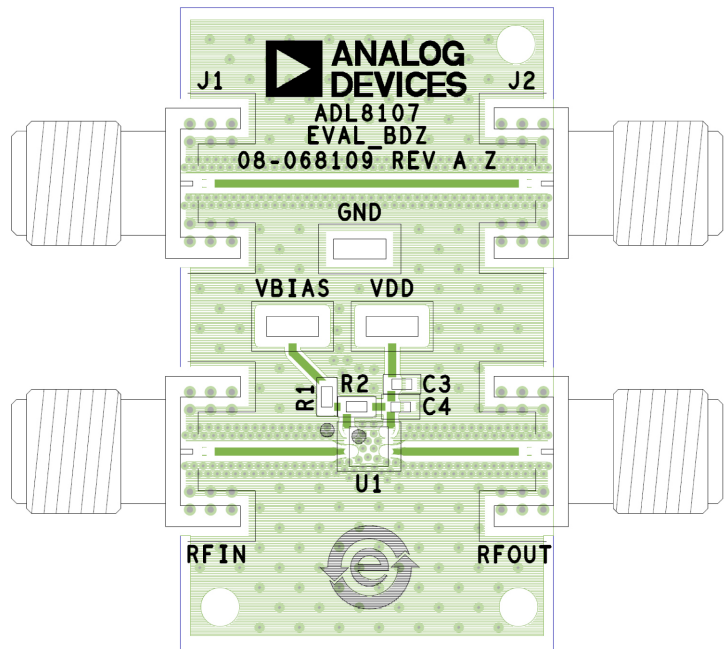 ANALOG
DEVICES
J1
J2
ADL8107
EVAL_BDZ
08-068109 REV A Z
GND
VBIAS
VDD
R1
R2
C3
C4
U1
RFIN
RFOUT
e